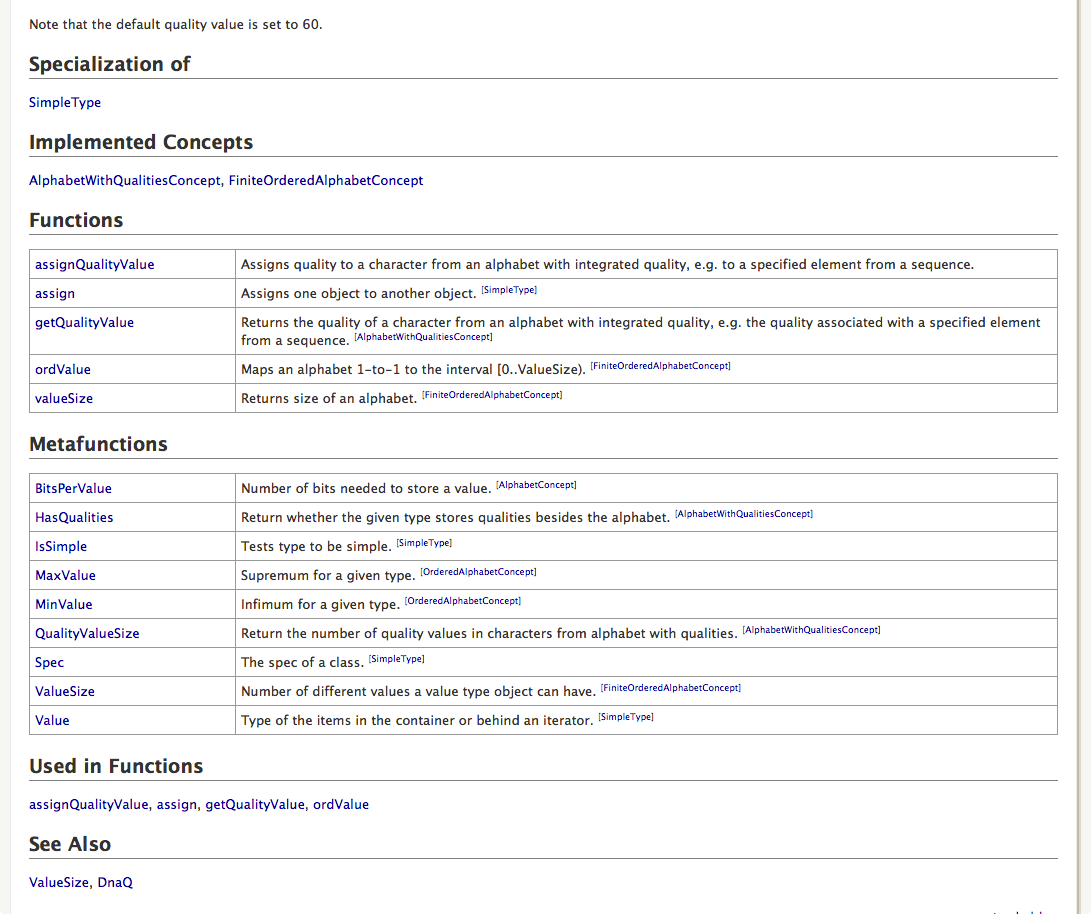 Note that the default quality value is set to 60.
Specialization of
SimpleType
Implemented Concepts
AlphabetWithQualitiesConcept, FiniteOrderedAlphabetConcept
Functions
assignQualityValue Assigns quality to a character from an alphabet with integrated quality, e.g. to a specified element from a sequence.
assign Assigns one object to another object. [SimpleType]
getQualityValue Returns the quality of a character from an alphabet with integrated quality, e.g. the quality associated with a specified element
from a sequence. [AlphabetWithQualitiesConcept]
ordValue Maps an alphabet 1-to-1 to the interval [0..ValueSize). [FiniteOrderedAlphabetConcept]
valueSize Returns size of an alphabet. [FiniteOrderedAlphabetConcept]
Metafunctions
BitsPerValue Number of bits needed to store a value. [AlphabetConcept]
HasQualities Return whether the given type stores qualities besides the alphabet. [AlphabetWithQualitiesConcept]
IsSimple Tests type to be simple. [SimpleType]
MaxValue Supremum for a given type. [OrderedAlphabetConcept]
MinValue Infimum for a given type. [OrderedAlphabetConcept]
QualityValueSize Return the number of quality values in characters from alphabet with qualities. [AlphabetWithQualitiesConcept]
Spec The spec of a class. [SimpleType]
ValueSize Number of different values a value type object can have. [FiniteOrderedAlphabetConcept]
Value Type of the items in the container or behind an iterator. [SimpleType]
Used in Functions
assignQualityValue, assign, getQualityValue, ordValue
See Also
ValueSize, DnaQ